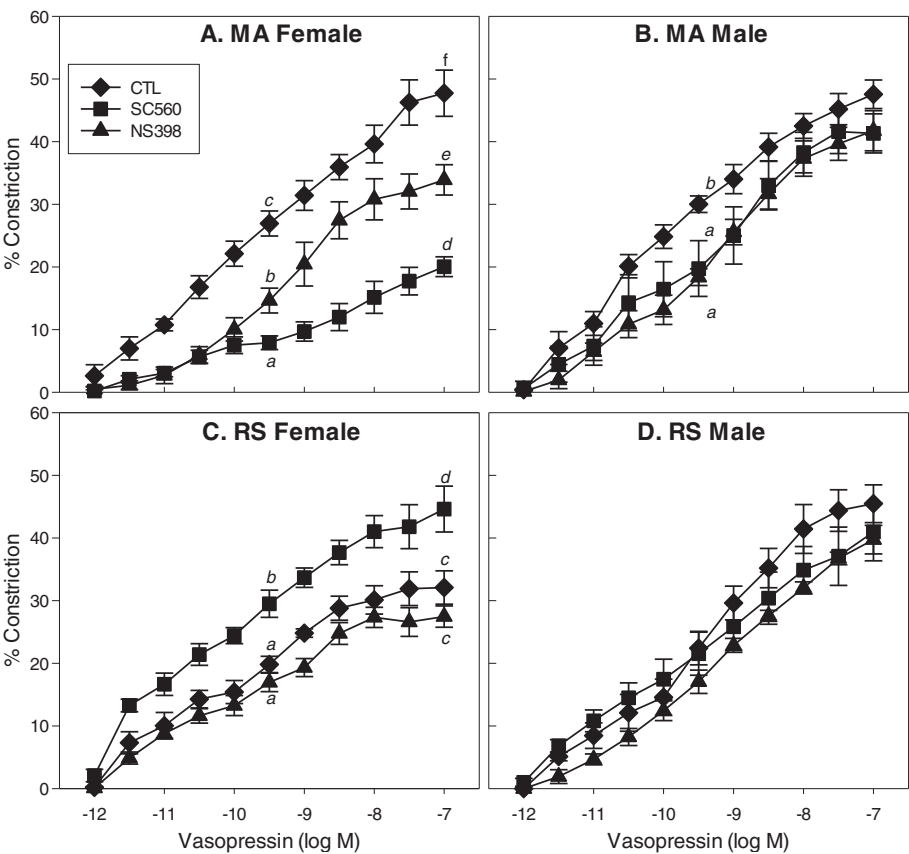 A. MA Female
B. MA Male
60
50
40
30
20
10
0
% Constriction
CTL
SC560
NS398
f
e
d
c
b
a
b
a
a
C. RS Female
D. RS Male
60
50
40
30
20
10
0
% Constriction
d
c
c
b
a
a
-12 -11 -10 -9 -8 -7
-12 -11 -10 -9 -8 -7
Vasopressin (log M)
Vasopressin (log M)